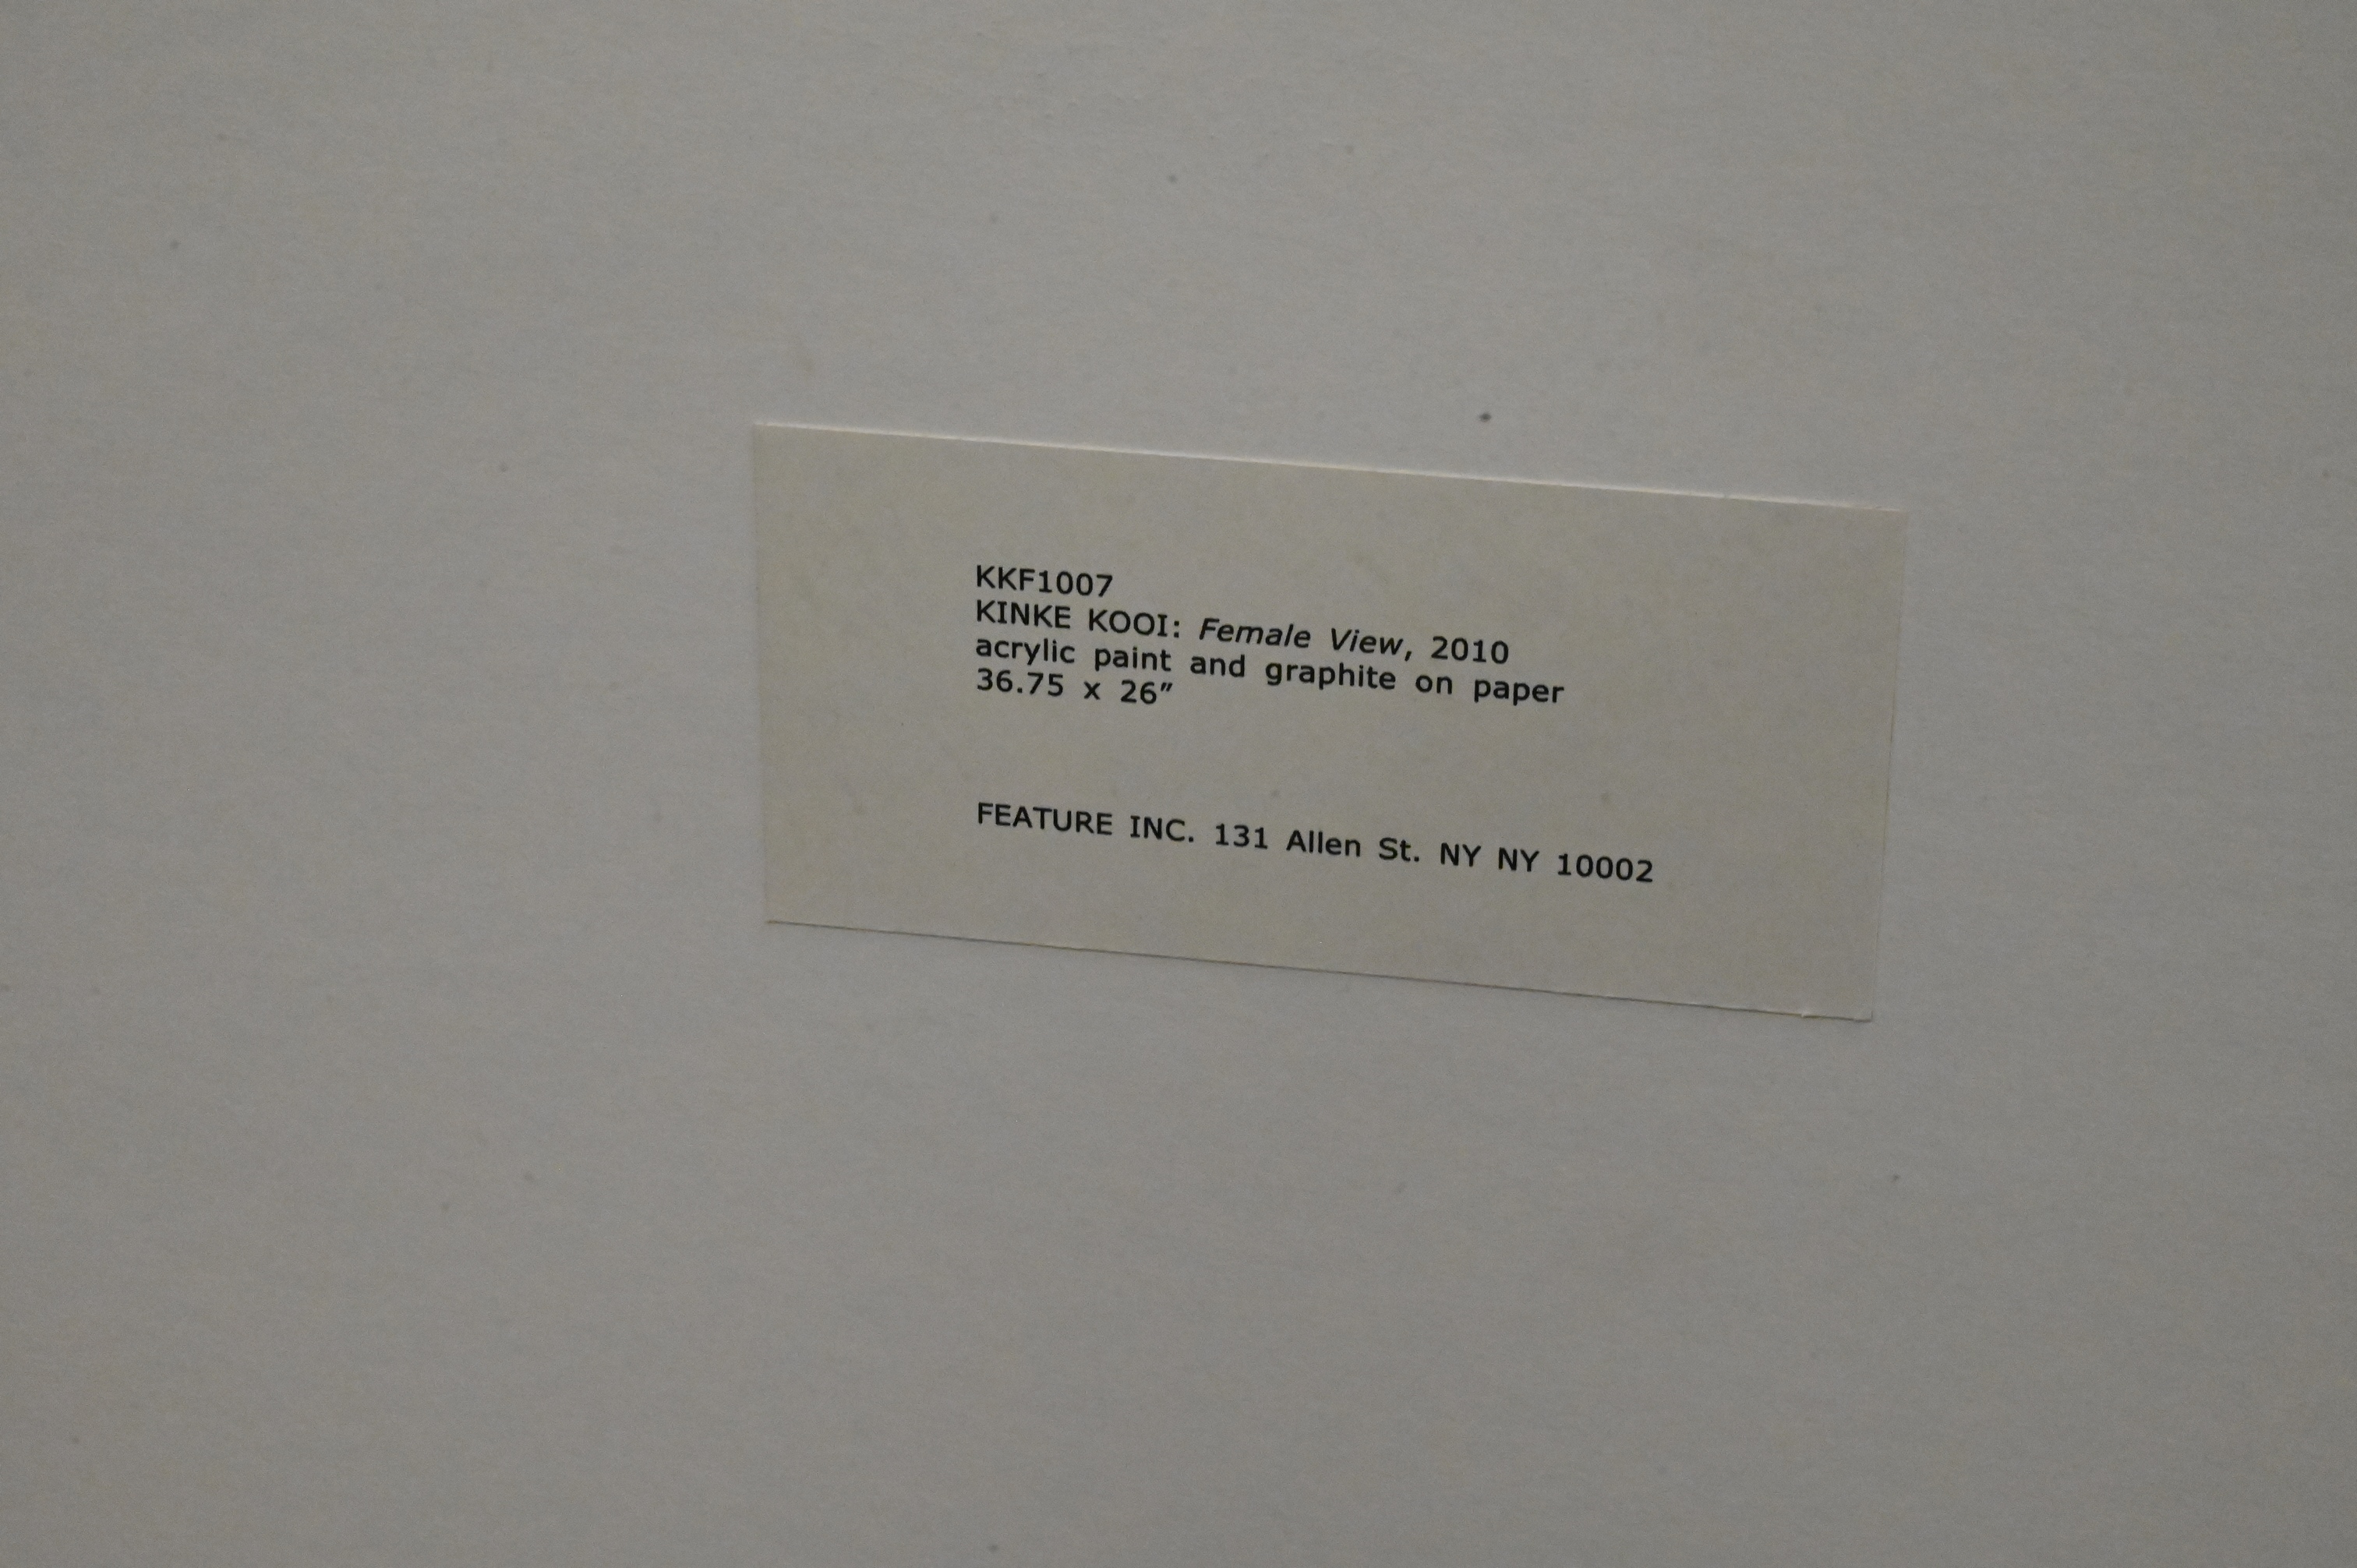 KKF1007
KINKE KOOI: Female View, 2010
acrylic paint and graphite on paper
36.75 x 26”
FEATURE INC. 131 Allen St. NY NY 10002